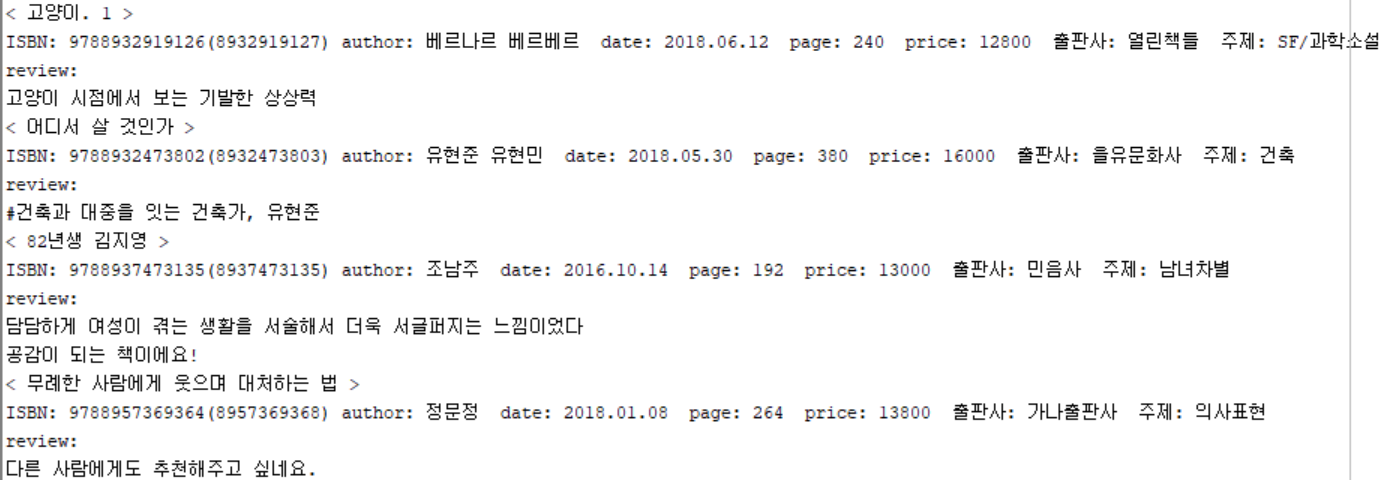 < 고양이. 1 >
ISBN: 9788932919126(8932919127) author: 베르나르 베르베르 date: 2018.06.12 page: 240 price: 12800 출판사: 열린책들 주제: SF/과학소설
review:
고양이 시점에서 보는 기발한 상상력
< 어디서 살 것인가 >
ISBN: 9788932473802(8932473803) author: 유현준 유현민 date: 2018.05.30 page: 380 price: 16000 출판사: 을유문화사 주제: 건축
review:
#건축과 대중을 잇는 건축가, 유현준
< 82년생 김지영 >
ISBN: 9788937473135(8937473135) author: 조남주 date: 2016.10.14 page: 192 price: 13000 출판사: 민음사 주제: 남녀차별
review:
담담하게 여성이 겪는 생활을 서술해서 더욱 서글퍼지는 느낌이었다
공감이 되는 책이에요!
< 무례한 사람에게 웃으며 대처하는 법 >
ISBN: 9788957369364(8957369368) author: 정문정 date: 2018.01.08 page: 264 price: 13800 출판사: 가나출판사 주제: 의사표현
review:
다른 사람에게도 추천해주고 싶네요.